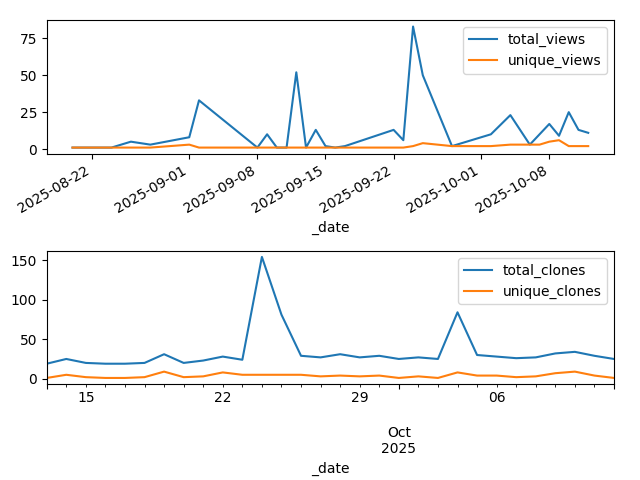 75
50
25
0
total_views
unique_views
2025-08-22
2025-09-01
2025-09-08
2025-09-15
2025-09-22
2025-10-01
2025-10-08
_date
150
100
50
0
total_clones
unique_clones
15
22
29
06
Oct
2025
_date